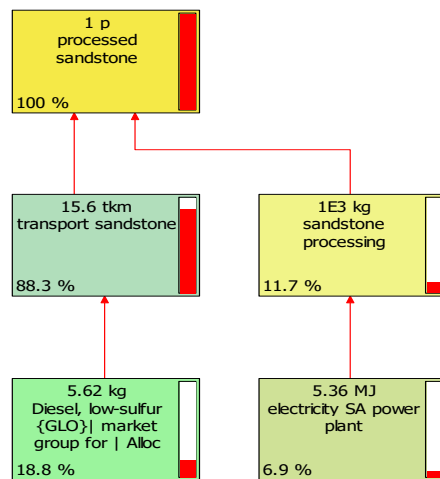 1 p
processed
sandstone
100 %
15.6 tkm
transport sandstone
88.3 %
1E3 kg
sandstone
processing
11.7 %
5.62 kg
Diesel, low-sulfur
{GLO}| market
group for | Alloc
18.8 %
5.36 MJ
electricity SA power
plant
6.9 %